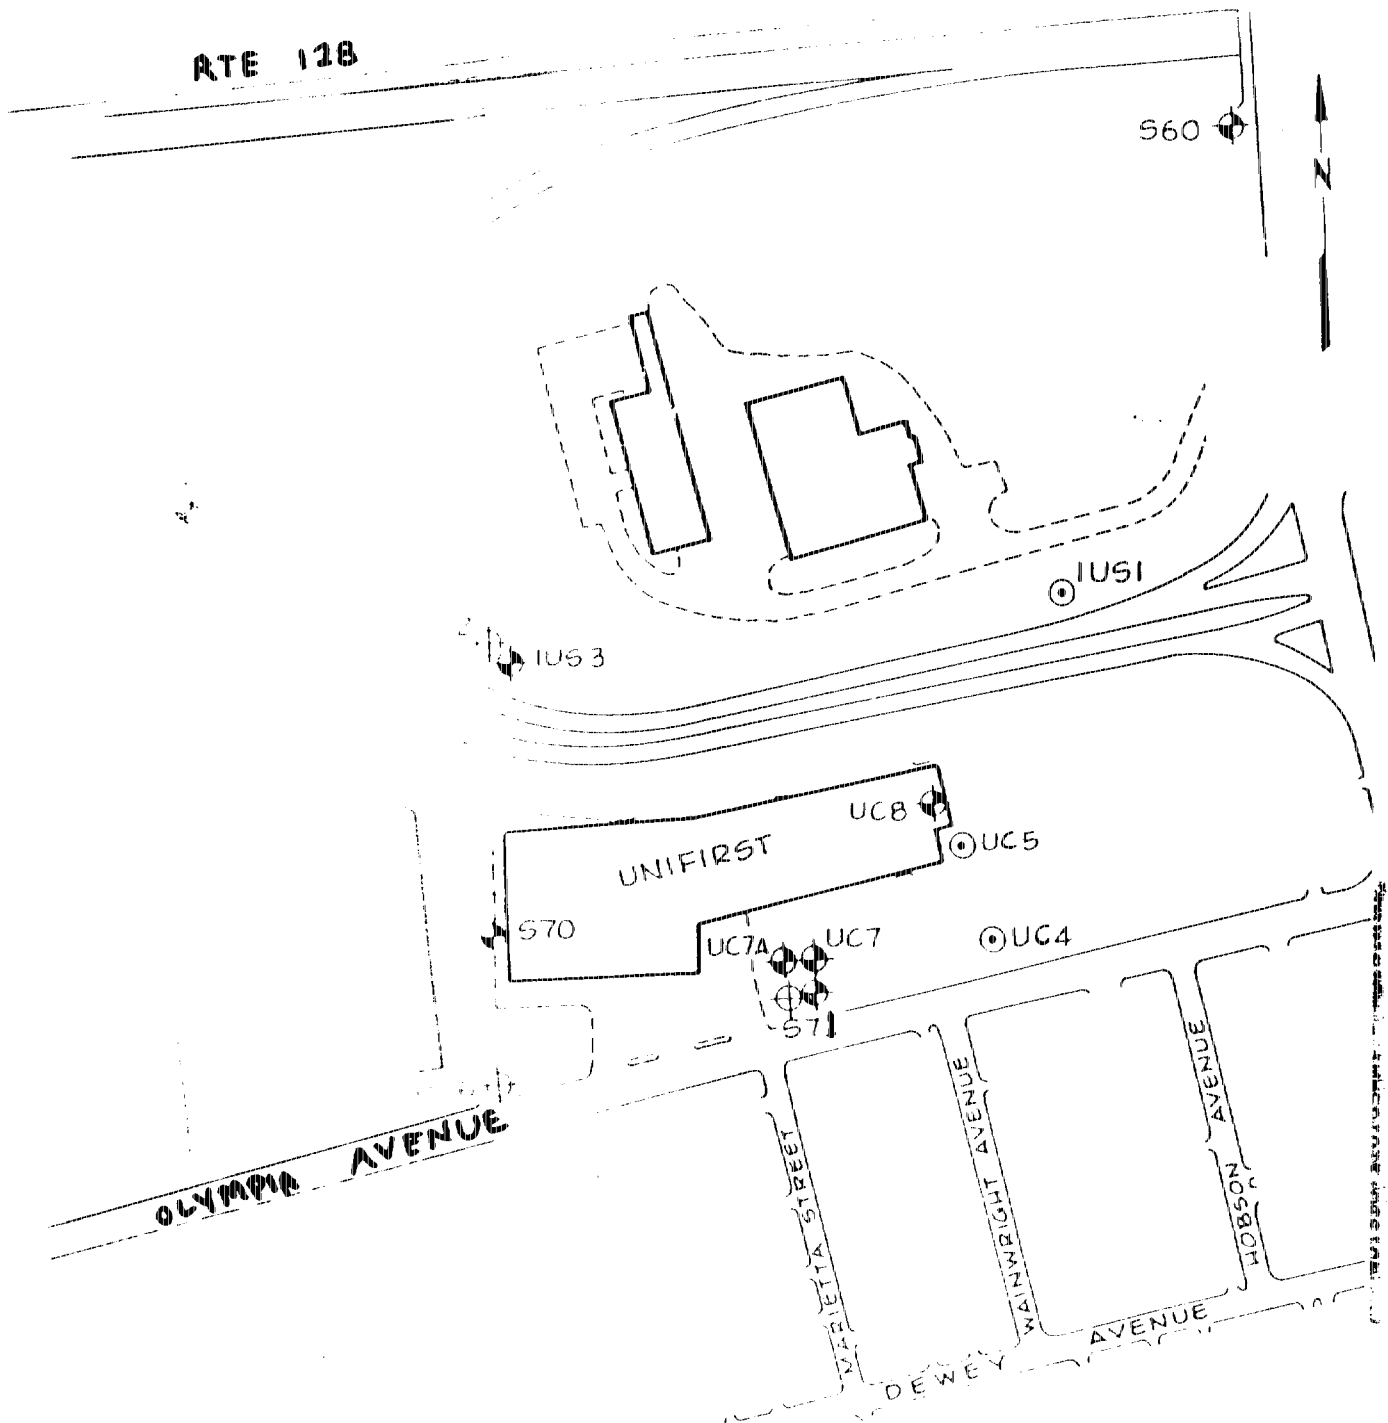 RTE 128
S60
N
IUS1
IUS3
UC8
UNIFIRST
UC5
S70
UC7A
UC7
UC4
S71
OLYMPIA AVENUE
MARIETTA STREET
WAINWRIGHT AVENUE
HOBSON AVENUE
DEWEY AVENUE